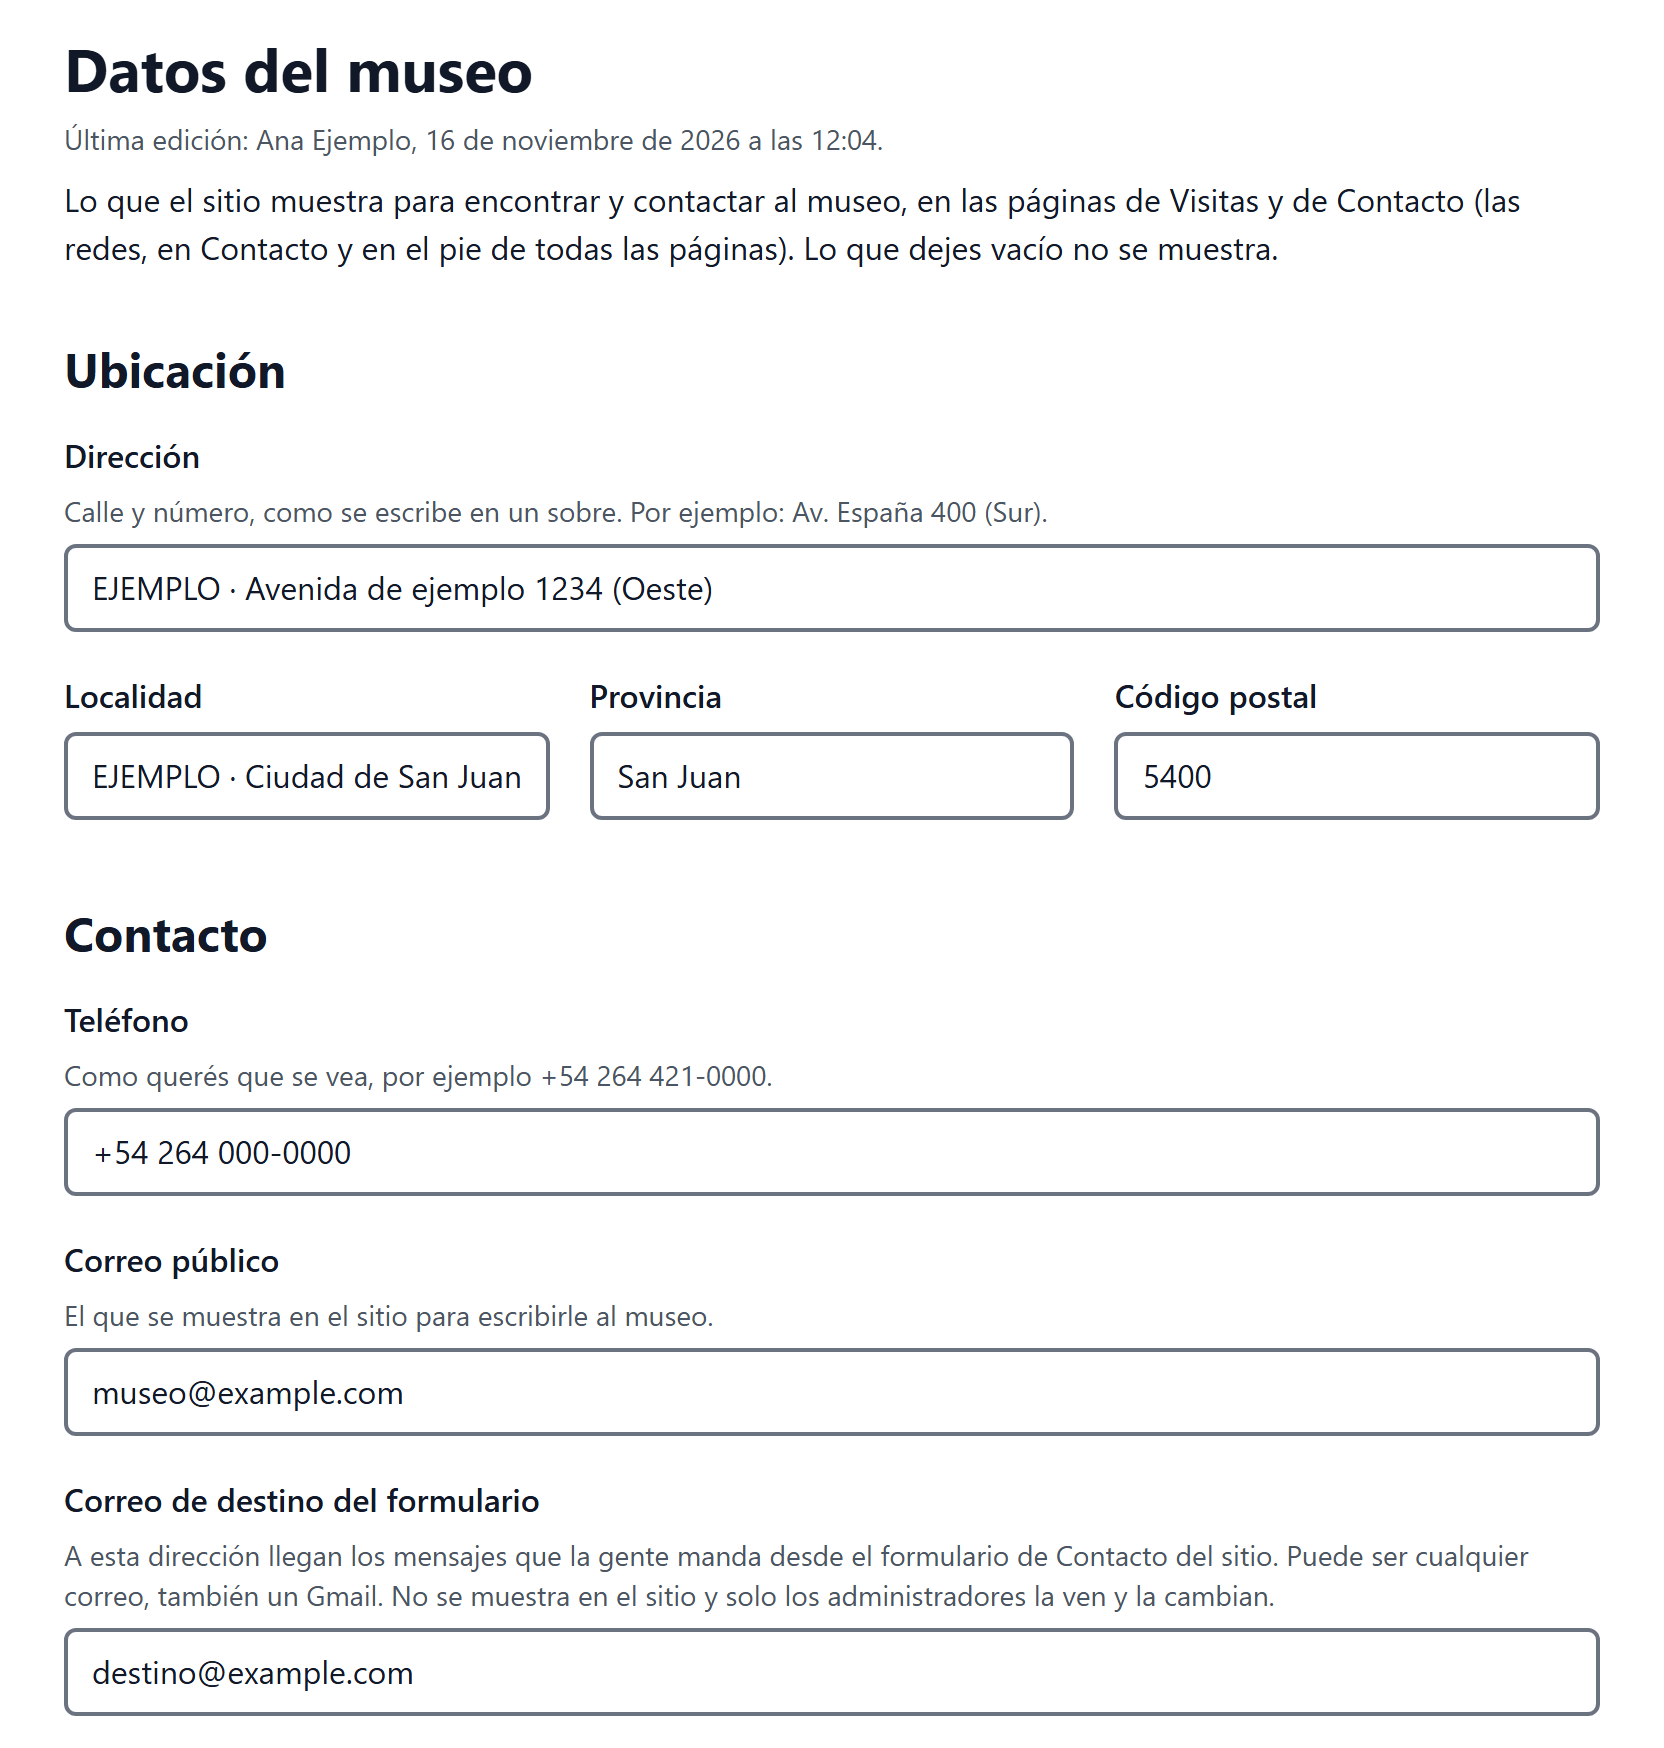 Datos del museo
Última edición: Ana Ejemplo, 16 de noviembre de 2026 a las 12:04.
Lo que el sitio muestra para encontrar y contactar al museo, en las páginas de Visitas y de Contacto (las
redes, en Contacto y en el pie de todas las páginas). Lo que dejes vacío no se muestra.
Ubicación
Dirección
Calle y número, como se escribe en un sobre. Por ejemplo: Av. España 400 (Sur).
EJEMPLO · Avenida de ejemplo 1234 (Oeste)
Localidad
EJEMPLO · Ciudad de San Juan
Provincia
San Juan
Código postal
5400
Contacto
Teléfono
Como querés que se vea, por ejemplo +54 264 421-0000.
+54 264 000-0000
Correo público
El que se muestra en el sitio para escribirle al museo.
museo@example.com
Correo de destino del formulario
A esta dirección llegan los mensajes que la gente manda desde el formulario de Contacto del sitio. Puede ser cualquier
correo, también un Gmail. No se muestra en el sitio y solo los administradores la ven y la cambian.
destino@example.com